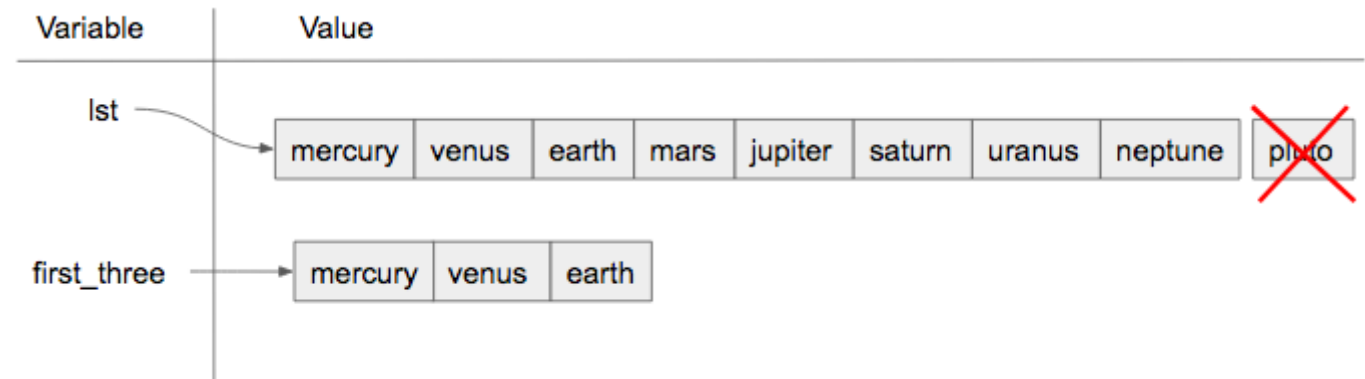 Variable Value
lst
mercury venus earth mars jupiter saturn uranus neptune pluto
first_three mercury venus earth